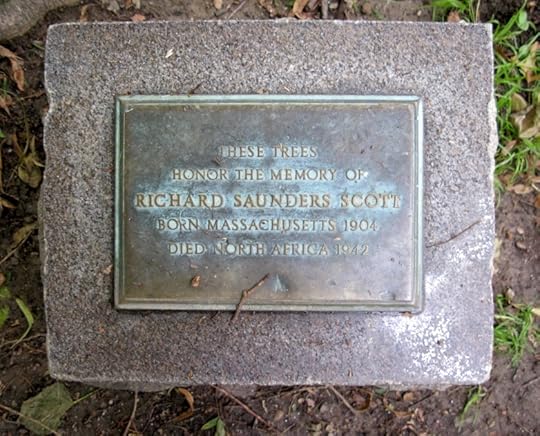 THESE TREES
HONOR THE MEMORY OF
RICHARD SAUNDERS SCOTT
BORN MASSACHUSETTS 1904
DIED NORTH AFRICA 1942